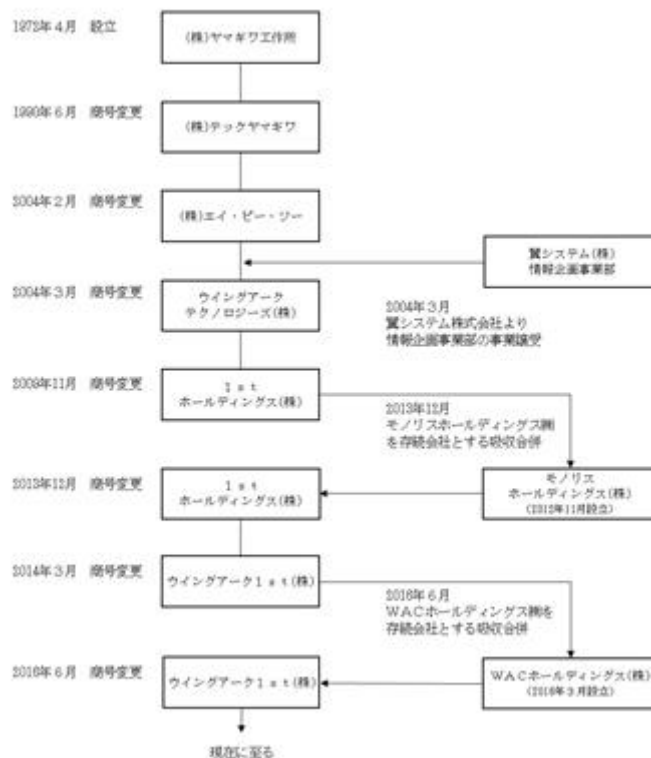 1972年4月 設立
(株)ヤマギワ工作所
1990年6月 商号変更
(株)テックヤマギワ
2004年2月 商号変更
(株)エイ・ピー・ツー
翼システム(株)
情報企画事業部
2004年3月 商号変更
ウイングアーク
テクノロジーズ(株)
2004年3月
翼システム株式会社より
情報企画事業部の事業譲受
2009年11月 商号変更
1st
ホールディングス(株)
2013年12月
モノリスホールディングス㈱
を存続会社とする吸収合併
2013年12月 商号変更
1st
ホールディングス(株)
モノリス
ホールディングス(株)
(2012年11月設立)
2014年3月 商号変更
ウイングアーク1st(株)
2016年6月
WACホールディングス㈱を
存続会社とする吸収合併
2016年6月 商号変更
ウイングアーク1st(株)
WACホールディングス(株)
(2016年3月設立)
現在に至る